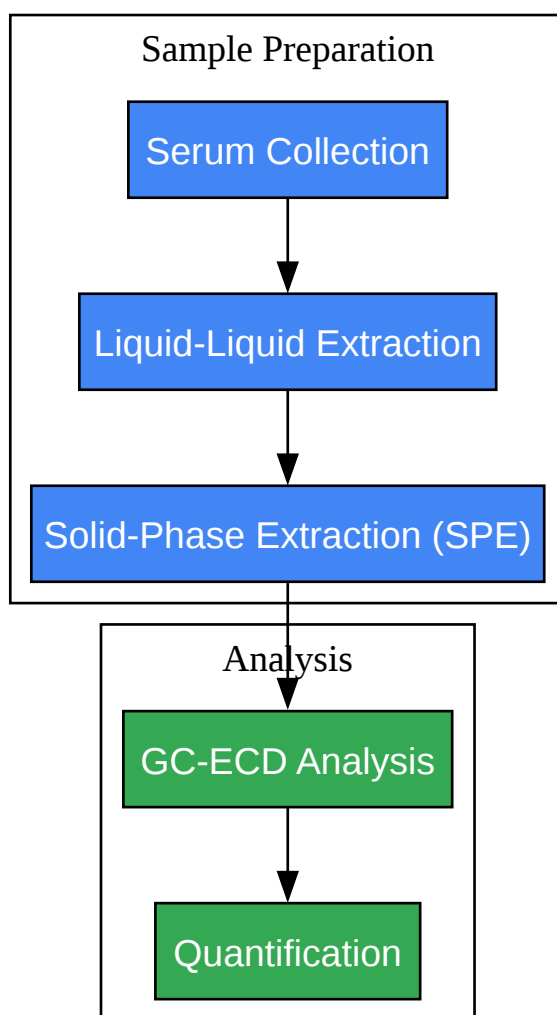 Sample Preparation
Serum Collection
Liquid-Liquid Extraction
Solid-Phase Extraction (SPE)
Analysis
GC-ECD Analysis
Quantification